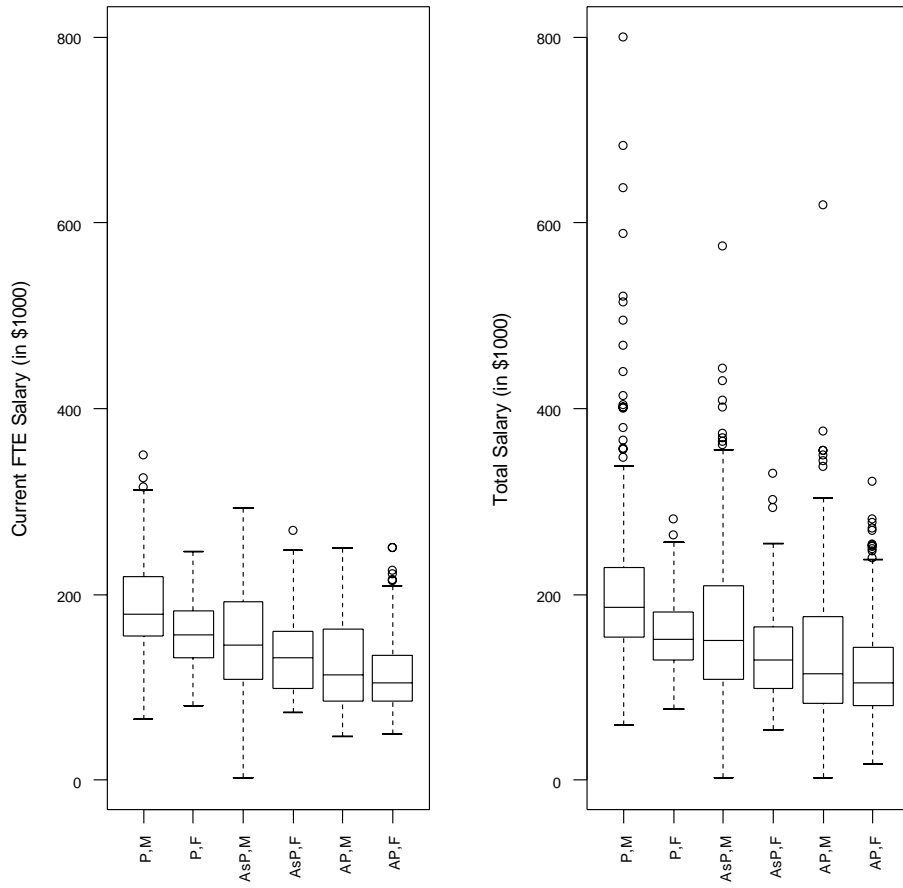 Current FTE Salary (in $1000)
800
600
400
200
0
P,M
P,F
AsP,M
AsP,F
AP,M
AP,F
Total Salary (in $1000)
800
600
400
200
0
P,M
P,F
AsP,M
AsP,F
AP,M
AP,F